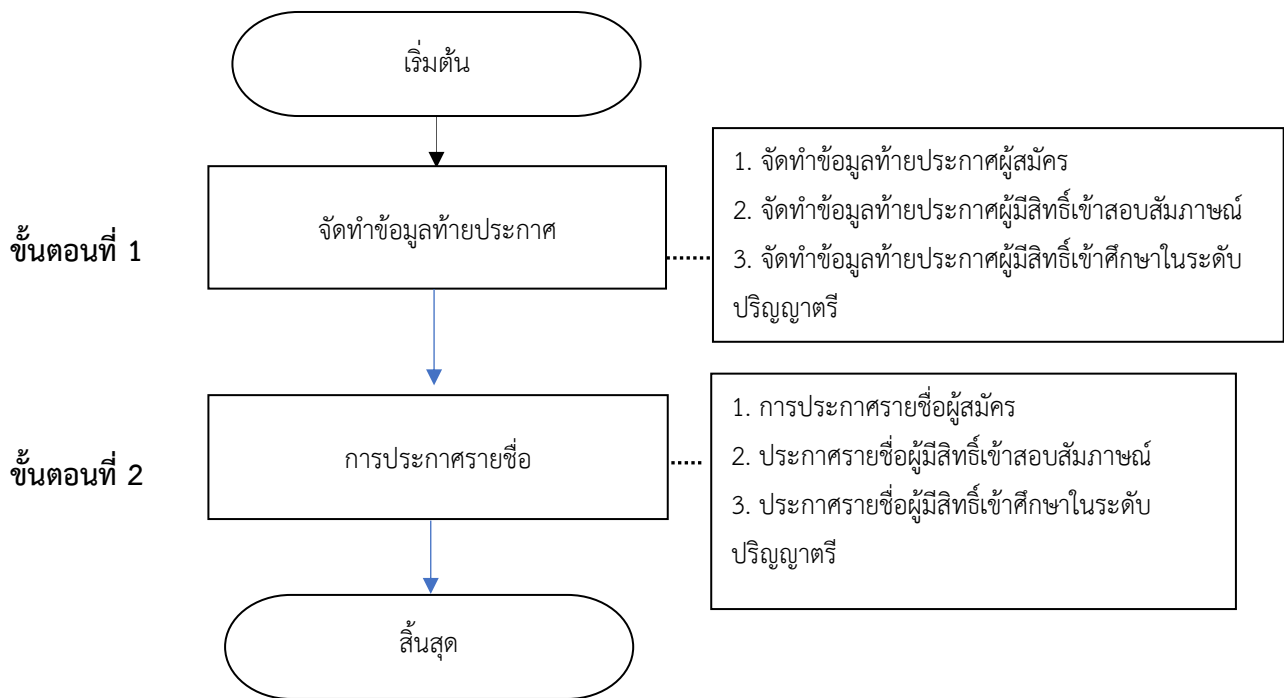 เริ่มต้น
ขั้นตอนที่ 1
จัดทำข้อมูลท้ายประกาศ
1. จัดทำข้อมูลท้ายประกาศผู้สมัคร
2. จัดทำข้อมูลท้ายประกาศผู้มีสิทธิ์เข้าสอบสัมภาษณ์
3. จัดทำข้อมูลท้ายประกาศผู้มีสิทธิ์เข้าศึกษาในระดับ
ปริญญาตรี
ขั้นตอนที่ 2
การประกาศรายชื่อ
1. การประกาศรายชื่อผู้สมัคร
2. ประกาศรายชื่อผู้มีสิทธิ์เข้าสอบสัมภาษณ์
3. ประกาศรายชื่อผู้มีสิทธิ์เข้าศึกษาในระดับ
ปริญญาตรี
สิ้นสุด